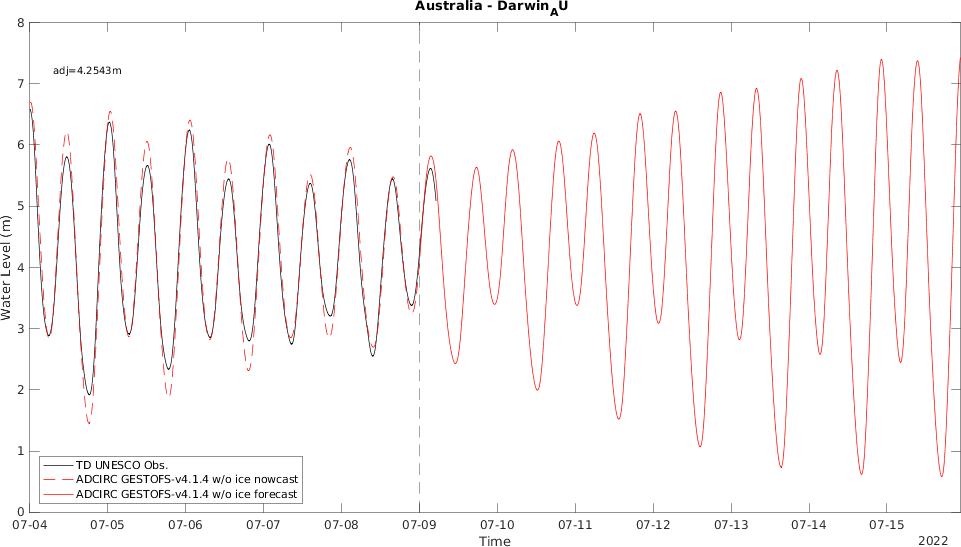 Australia - DarwinAU
8
7
6
5
4
3
2
1
0
adj=4.2543m
Water Level (m)
TD UNESCO Obs.
ADCIRC GESTOFS-v4.1.4 w/o ice nowcast
ADCIRC GESTOFS-v4.1.4 w/o ice forecast
07-04 07-05 07-06 07-07 07-08 07-09 07-10 07-11 07-12 07-13 07-14 07-15
Time
2022